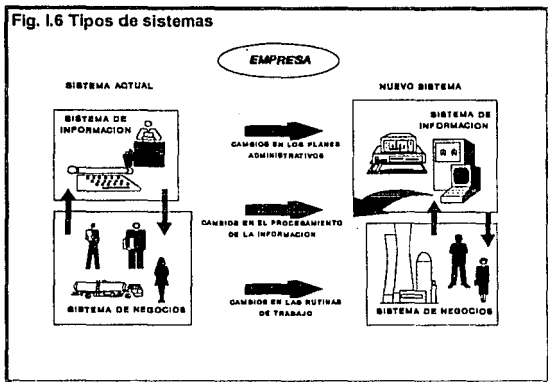 Fig. I.6 Tipos de sistemas
EMPRESA
SISTEMA ACTUAL
SISTEMA DE
INFORMACION
SISTEMA DE NEGOCIOS
CAMBIOS EN LOS PLANES
ADMINISTRATIVOS
CAMBIOS EN EL PROCESAMIENTO
DE LA INFORMACION
CAMBIOS EN LAS RUTINAS
DE TRABAJO
NUEVO SISTEMA
SISTEMA DE
INFORMACION
SISTEMA DE NEGOCIOS